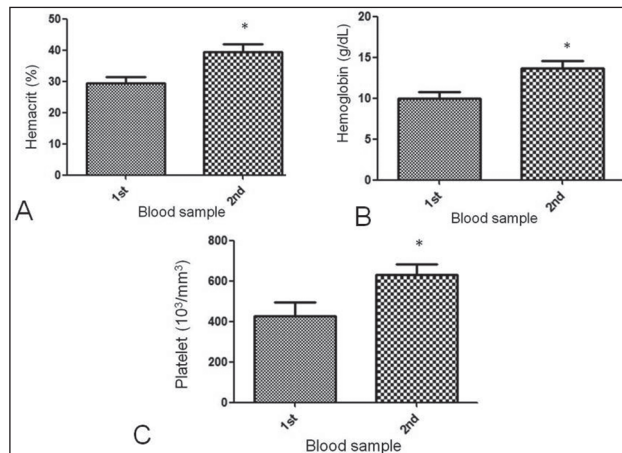 50
40
30
20
10
0
Hemacrit (%)
*
1st
2nd
Blood sample
A
20
15
10
5
0
Hemoglobin (g/dL)
*
1st
2nd
Blood sample
B
800
600
400
200
0
Platelet (10³/mm³)
*
1st
2nd
Blood sample
C